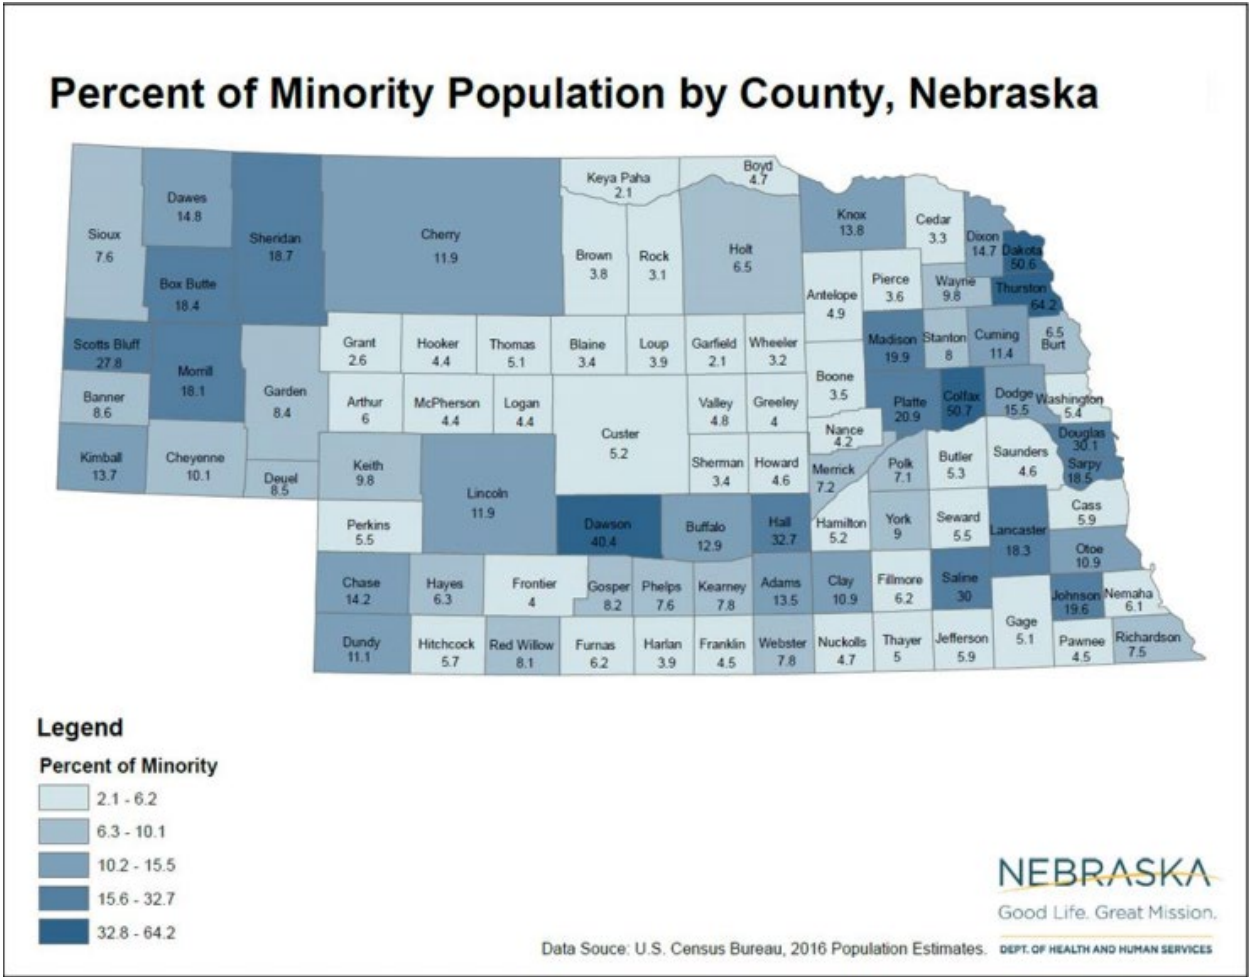 Percent of Minority Population by County, Nebraska
Sioux
7.6
Dawes
14.8
Sheridan
18.7
Box Butte
18.4
Cherry
11.9
Keya Paha
2.1
Boyd
4.7
Brown
3.8
Rock
3.1
Holt
6.5
Knox
13.8
Cedar
3.3
Dixon
14.7
Dakota
50.6
Antelope
4.9
Pierce
3.6
Wayne
9.8
Thurston
64.2
Scotts Bluff
27.8
Morrill
18.1
Banner
8.6
Garden
8.4
Kimball
13.7
Cheyenne
10.1
Deuel
8.5
Grant
2.6
Hooker
4.4
Thomas
5.1
Blaine
3.4
Loup
3.9
Garfield
2.1
Wheeler
3.2
Madison
19.9
Stanton
8
Cuming
11.4
6.5
Burt
Arthur
6
McPherson
4.4
Logan
4.4
Custer
5.2
Valley
4.8
Greeley
4
Boone
3.5
Platte
20.9
Colfax
50.7
Dodge
15.5
Washington
5.4
Nance
4.2
Douglas
30.1
Sarpy
18.5
Keith
9.8
Lincoln
11.9
Sherman
3.4
Howard
4.6
Merrick
7.2
Polk
7.1
Butler
5.3
Saunders
4.6
Perkins
5.5
Dawson
40.4
Buffalo
12.9
Hall
32.7
Hamilton
5.2
York
9
Seward
5.5
Lancaster
18.3
Cass
5.9
Otoe
10.9
Chase
14.2
Hayes
6.3
Frontier
4
Gosper
8.2
Phelps
7.6
Kearney
7.8
Adams
13.5
Clay
10.9
Fillmore
6.2
Saline
30
Johnson
19.6
Nemaha
6.1
Dundy
11.1
Hitchcock
5.7
Red Willow
8.1
Furnas
6.2
Harlan
3.9
Franklin
4.5
Webster
7.8
Nuckolls
4.7
Thayer
5
Jefferson
5.9
Gage
5.1
Pawnee
4.5
Richardson
7.5
Legend
Percent of Minority
2.1 - 6.2
6.3 - 10.1
10.2 - 15.5
15.6 - 32.7
32.8 - 64.2
NEBRASKA
Good Life. Great Mission.
DEPT. OF HEALTH AND HUMAN SERVICES
Data Souce: U.S. Census Bureau, 2016 Population Estimates.